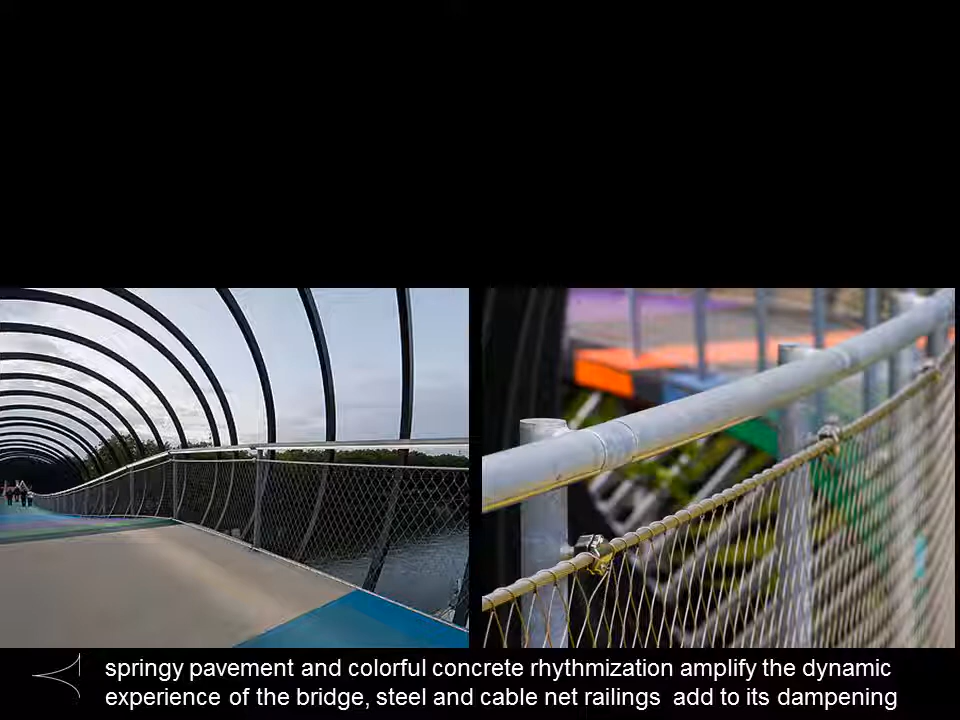 springy pavement and colorful concrete rhythmization amplify the dynamic
experience of the bridge, steel and cable net railings  add to its dampening